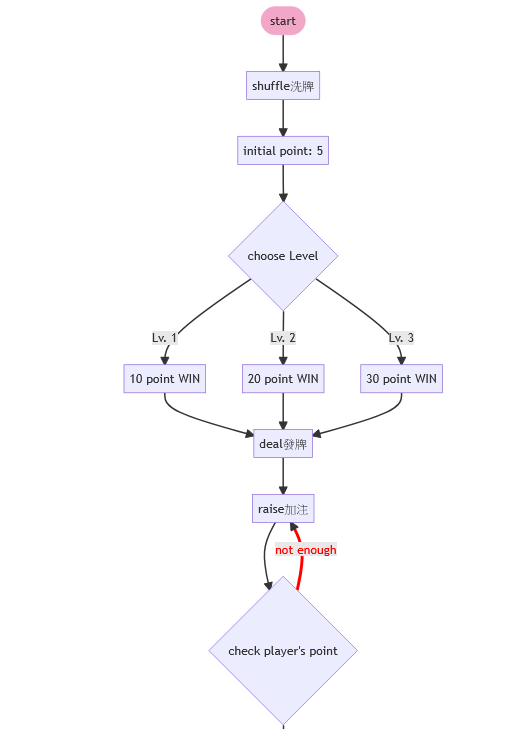 start
shuffle洗牌
initial point: 5
choose Level
Lv. 1
Lv. 2
Lv. 3
10 point WIN
20 point WIN
30 point WIN
deal發牌
raise加注
not enough
check player's point